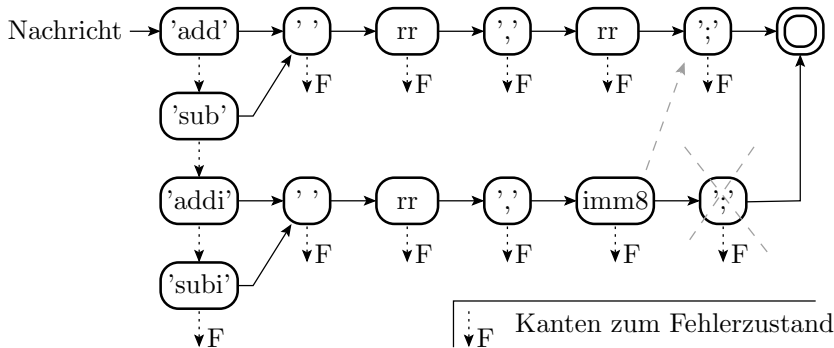 Nachricht 'add' ' ' rr ',' rr ';'
F F F F F
'sub'
'addi' ' ' rr ',' imm8 ';'
F F F F F
'subi'
F
F Kanten zum Fehlerzustand